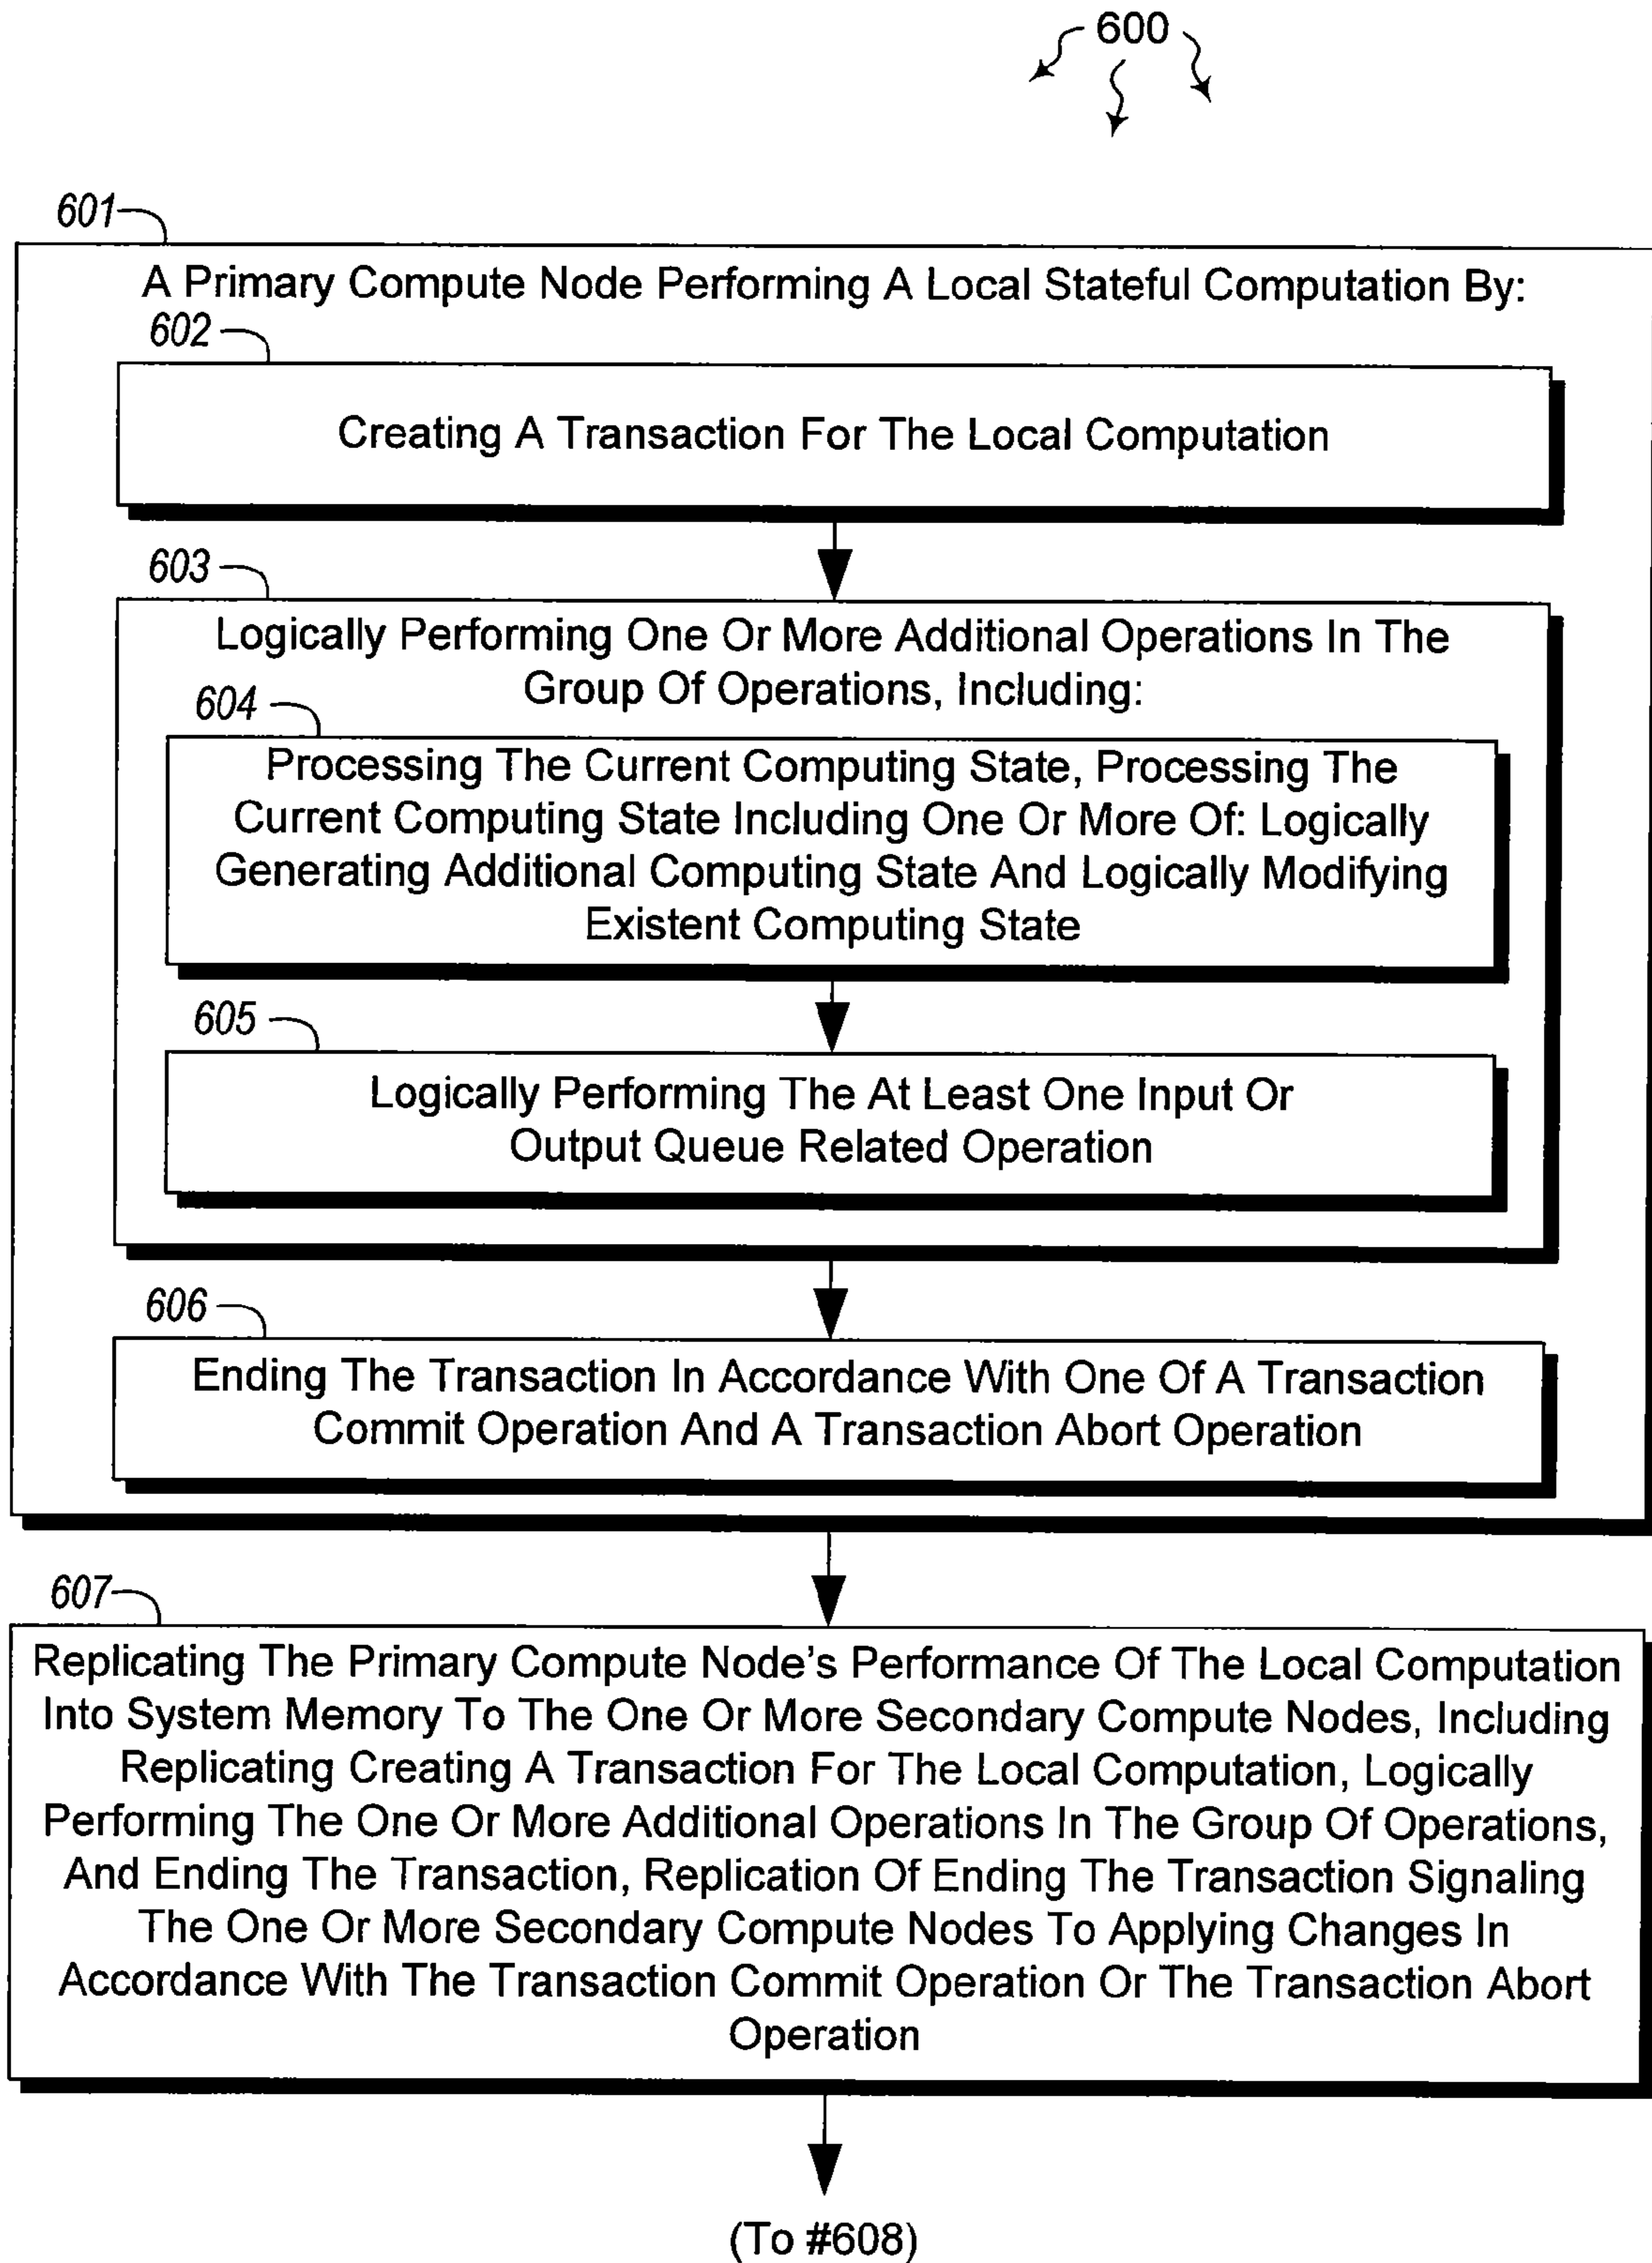 600
601
A Primary Compute Node Performing A Local Stateful Computation By:
602
Creating A Transaction For The Local Computation
603
Logically Performing One Or More Additional Operations In The
Group Of Operations, Including:
604
Processing The Current Computing State, Processing The
Current Computing State Including One Or More Of: Logically
Generating Additional Computing State And Logically Modifying
Existent Computing State
605
Logically Performing The At Least One Input Or
Output Queue Related Operation
606
Ending The Transaction In Accordance With One Of A Transaction
Commit Operation And A Transaction Abort Operation
607
Replicating The Primary Compute Node's Performance Of The Local Computation
Into System Memory To The One Or More Secondary Compute Nodes, Including
Replicating Creating A Transaction For The Local Computation, Logically
Performing The One Or More Additional Operations In The Group Of Operations,
And Ending The Transaction, Replication Of Ending The Transaction Signaling
The One Or More Secondary Compute Nodes To Applying Changes In
Accordance With The Transaction Commit Operation Or The Transaction Abort
Operation
(To #608)